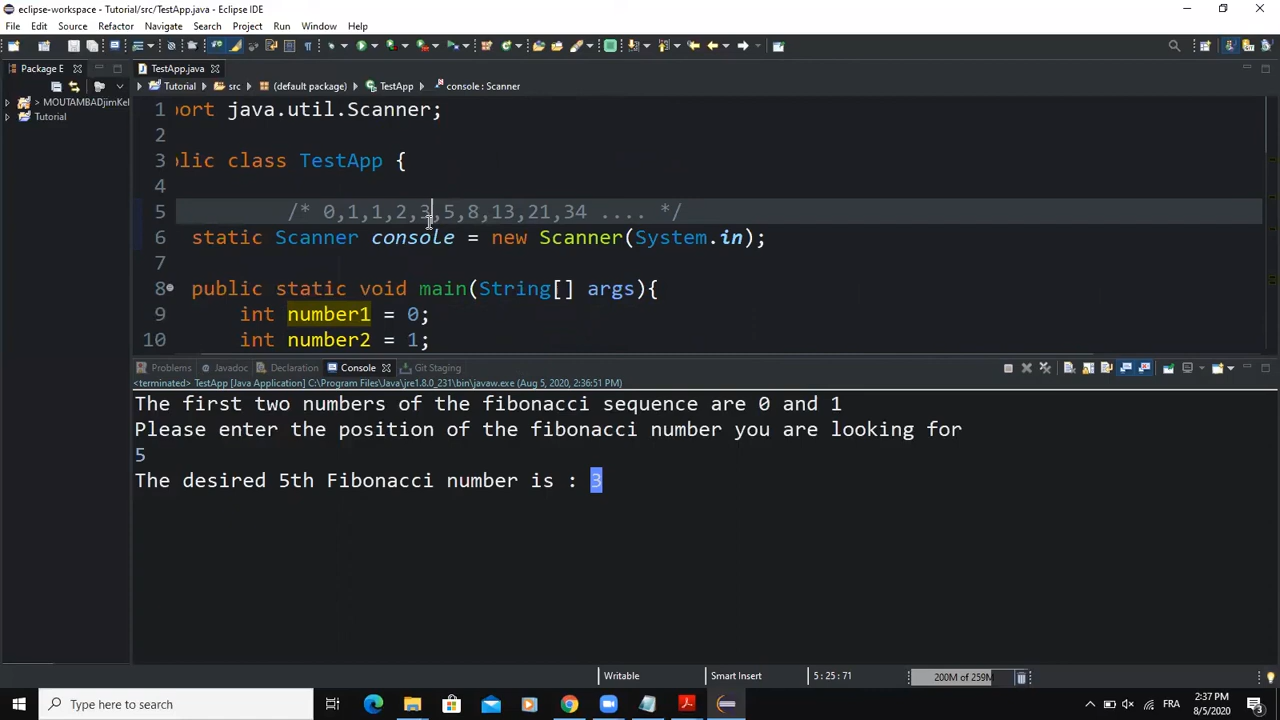 eclipse-workspace - Tutorial/src/TestApp.java - Eclipse IDE
File Edit Source Refactor Navigate Search Project Run Window Help
Package E
TestApp.java
Tutorial src (default package) TestApp console : Scanner
> MOUTAMBADjimKel
Tutorial
1 port java.util.Scanner;
2
3 blic class TestApp {
4
5 /* 0,1,1,2,3,5,8,13,21,34 .... */
6 static Scanner console = new Scanner(System.in);
7
8 public static void main(String[] args){
9 int number1 = 0;
10 int number2 = 1;
Problems Javadoc Declaration Console Git Staging
<terminated> TestApp [Java Application] C:\Program Files\Java\jre1.8.0_231\bin\javaw.exe (Aug 5, 2020, 2:36:51 PM)
The first two numbers of the fibonacci sequence are 0 and 1
Please enter the position of the fibonacci number you are looking for
5
The desired 5th Fibonacci number is : 3
Writable Smart Insert 5 : 25 : 71 200M of 259M
Type here to search
FRA
2:37 PM
8/5/2020
3